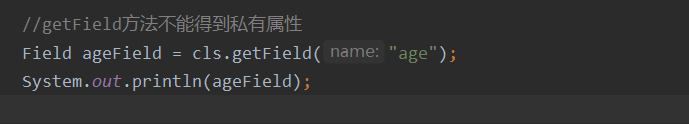 //getField方法不能得到私有属性
Field ageField = cls.getField( name: "age");
System.out.println(ageField);